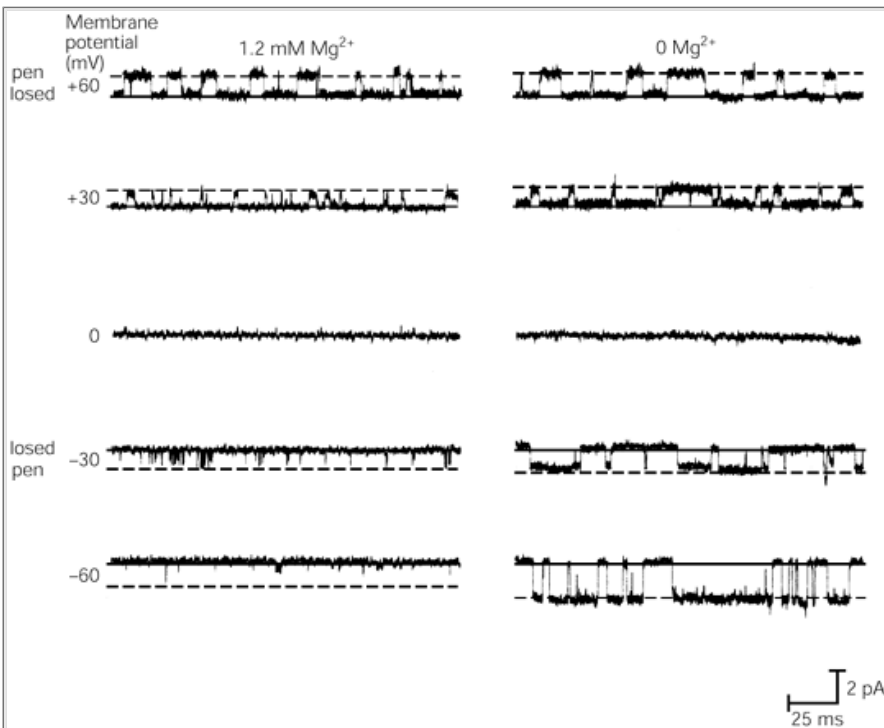 Membrane
potential
(mV)
1.2 mM Mg²⁺
0 Mg²⁺
pen
losed
+60
+30
0
losed
pen
−30
−60
2 pA
25 ms